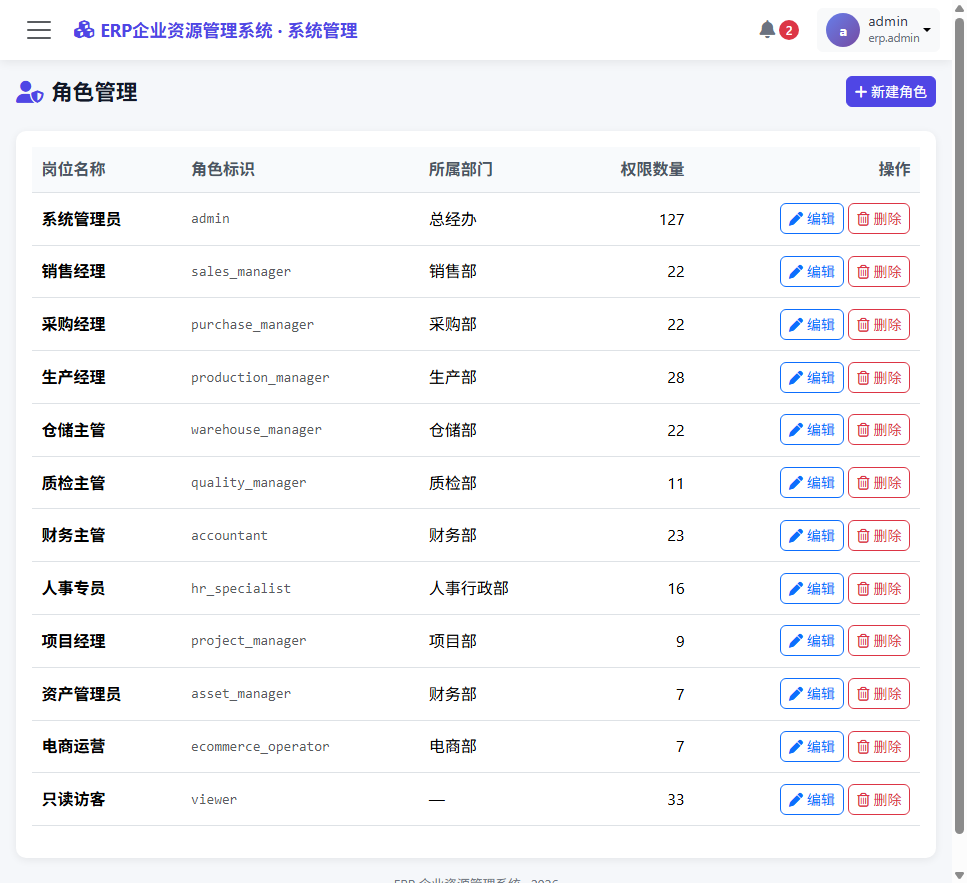 ERP企业资源管理系统 · 系统管理
2
a
admin
erp.admin
角色管理
新建角色
岗位名称 角色标识 所属部门 权限数量 操作
系统管理员 admin 总经办 127 编辑 删除
销售经理 sales_manager 销售部 22 编辑 删除
采购经理 purchase_manager 采购部 22 编辑 删除
生产经理 production_manager 生产部 28 编辑 删除
仓储主管 warehouse_manager 仓储部 22 编辑 删除
质检主管 quality_manager 质检部 11 编辑 删除
财务主管 accountant 财务部 23 编辑 删除
人事专员 hr_specialist 人事行政部 16 编辑 删除
项目经理 project_manager 项目部 9 编辑 删除
资产管理员 asset_manager 财务部 7 编辑 删除
电商运营 ecommerce_operator 电商部 7 编辑 删除
只读访客 viewer — 33 编辑 删除
ERP 企业资源管理系统